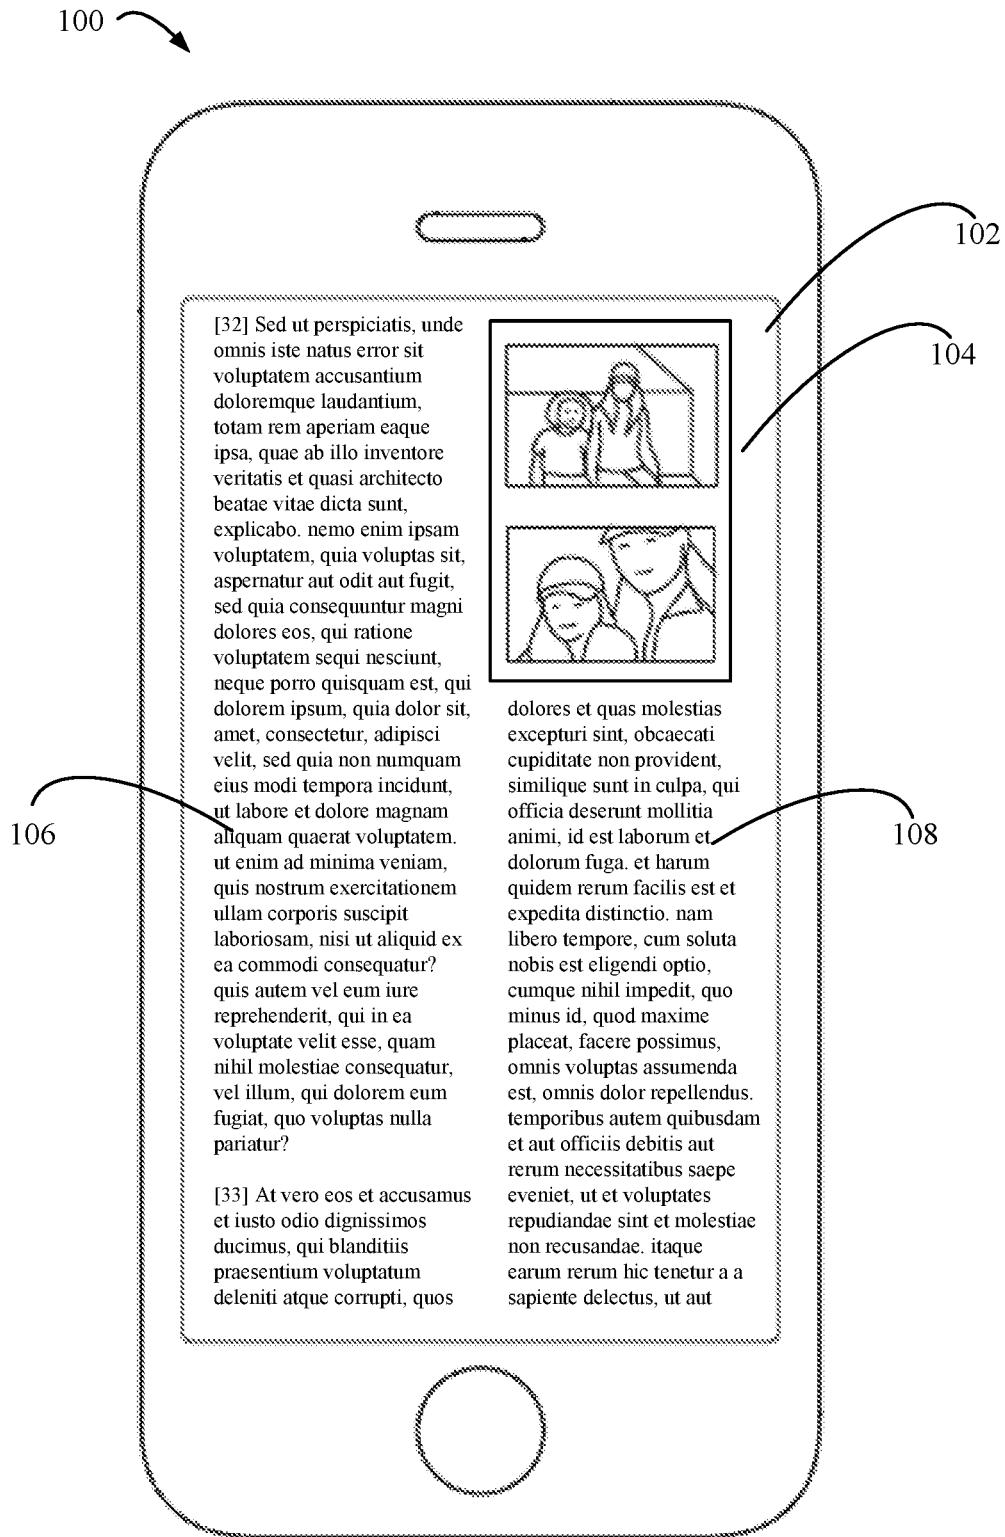 100
102
104
106
108
[32] Sed ut perspiciatis, unde
omnis iste natus error sit
voluptatem accusantium
doloremque laudantium,
totam rem aperiam eaque
ipsa, quae ab illo inventore
veritatis et quasi architecto
beatae vitae dicta sunt,
explicabo. nemo enim ipsam
voluptatem, quia voluptas sit,
aspernatur aut odit aut fugit,
sed quia consequuntur magni
dolores eos, qui ratione
voluptatem sequi nesciunt,
neque porro quisquam est, qui
dolorem ipsum, quia dolor sit,
amet, consectetur, adipisci
velit, sed quia non numquam
eius modi tempora incidunt,
ut labore et dolore magnam
aliquam quaerat voluptatem.
ut enim ad minima veniam,
quis nostrum exercitationem
ullam corporis suscipit
laboriosam, nisi ut aliquid ex
ea commodi consequatur?
quis autem vel eum iure
reprehenderit, qui in ea
voluptate velit esse, quam
nihil molestiae consequatur,
vel illum, qui dolorem eum
fugiat, quo voluptas nulla
pariatur?
[33] At vero eos et accusamus
et iusto odio dignissimos
ducimus, qui blanditiis
praesentium voluptatum
deleniti atque corrupti, quos
dolores et quas molestias
excepturi sint, obcaecati
cupiditate non provident,
similique sunt in culpa, qui
officia deserunt mollitia
animi, id est laborum et
dolorum fuga. et harum
quidem rerum facilis est et
expedita distinctio. nam
libero tempore, cum soluta
nobis est eligendi optio,
cumque nihil impedit, quo
minus id, quod maxime
placeat, facere possimus,
omnis voluptas assumenda
est, omnis dolor repellendus.
temporibus autem quibusdam
et aut officiis debitis aut
rerum necessitatibus saepe
eveniet, ut et voluptates
repudiandae sint et molestiae
non recusandae. itaque
earum rerum hic tenetur a a
sapiente delectus, ut aut